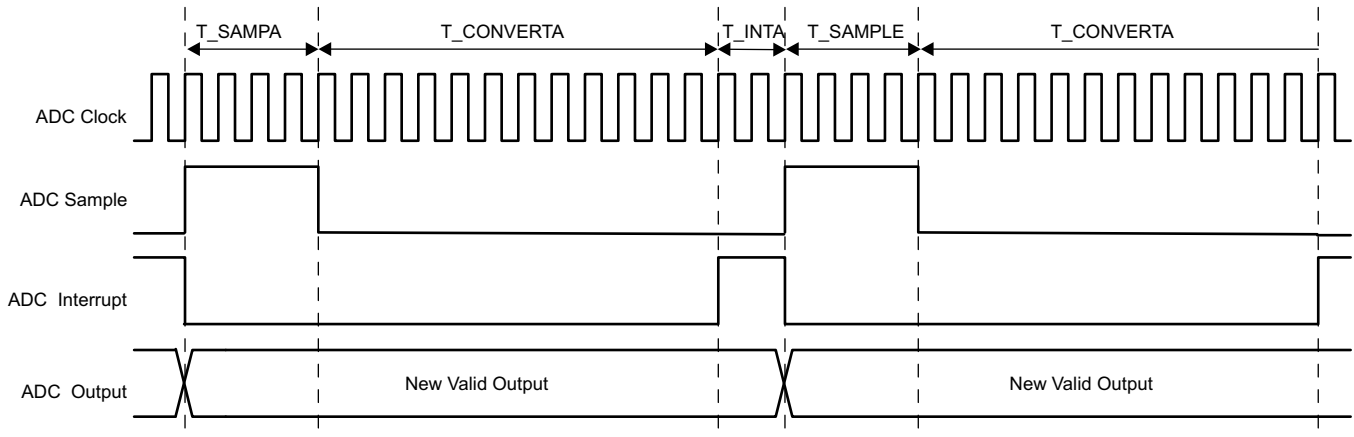 T_SAMPA
T_CONVERTA
T_INTA
T_SAMPLE
T_CONVERTA
ADC Clock
ADC Sample
ADC Interrupt
ADC Output
New Valid Output
New Valid Output